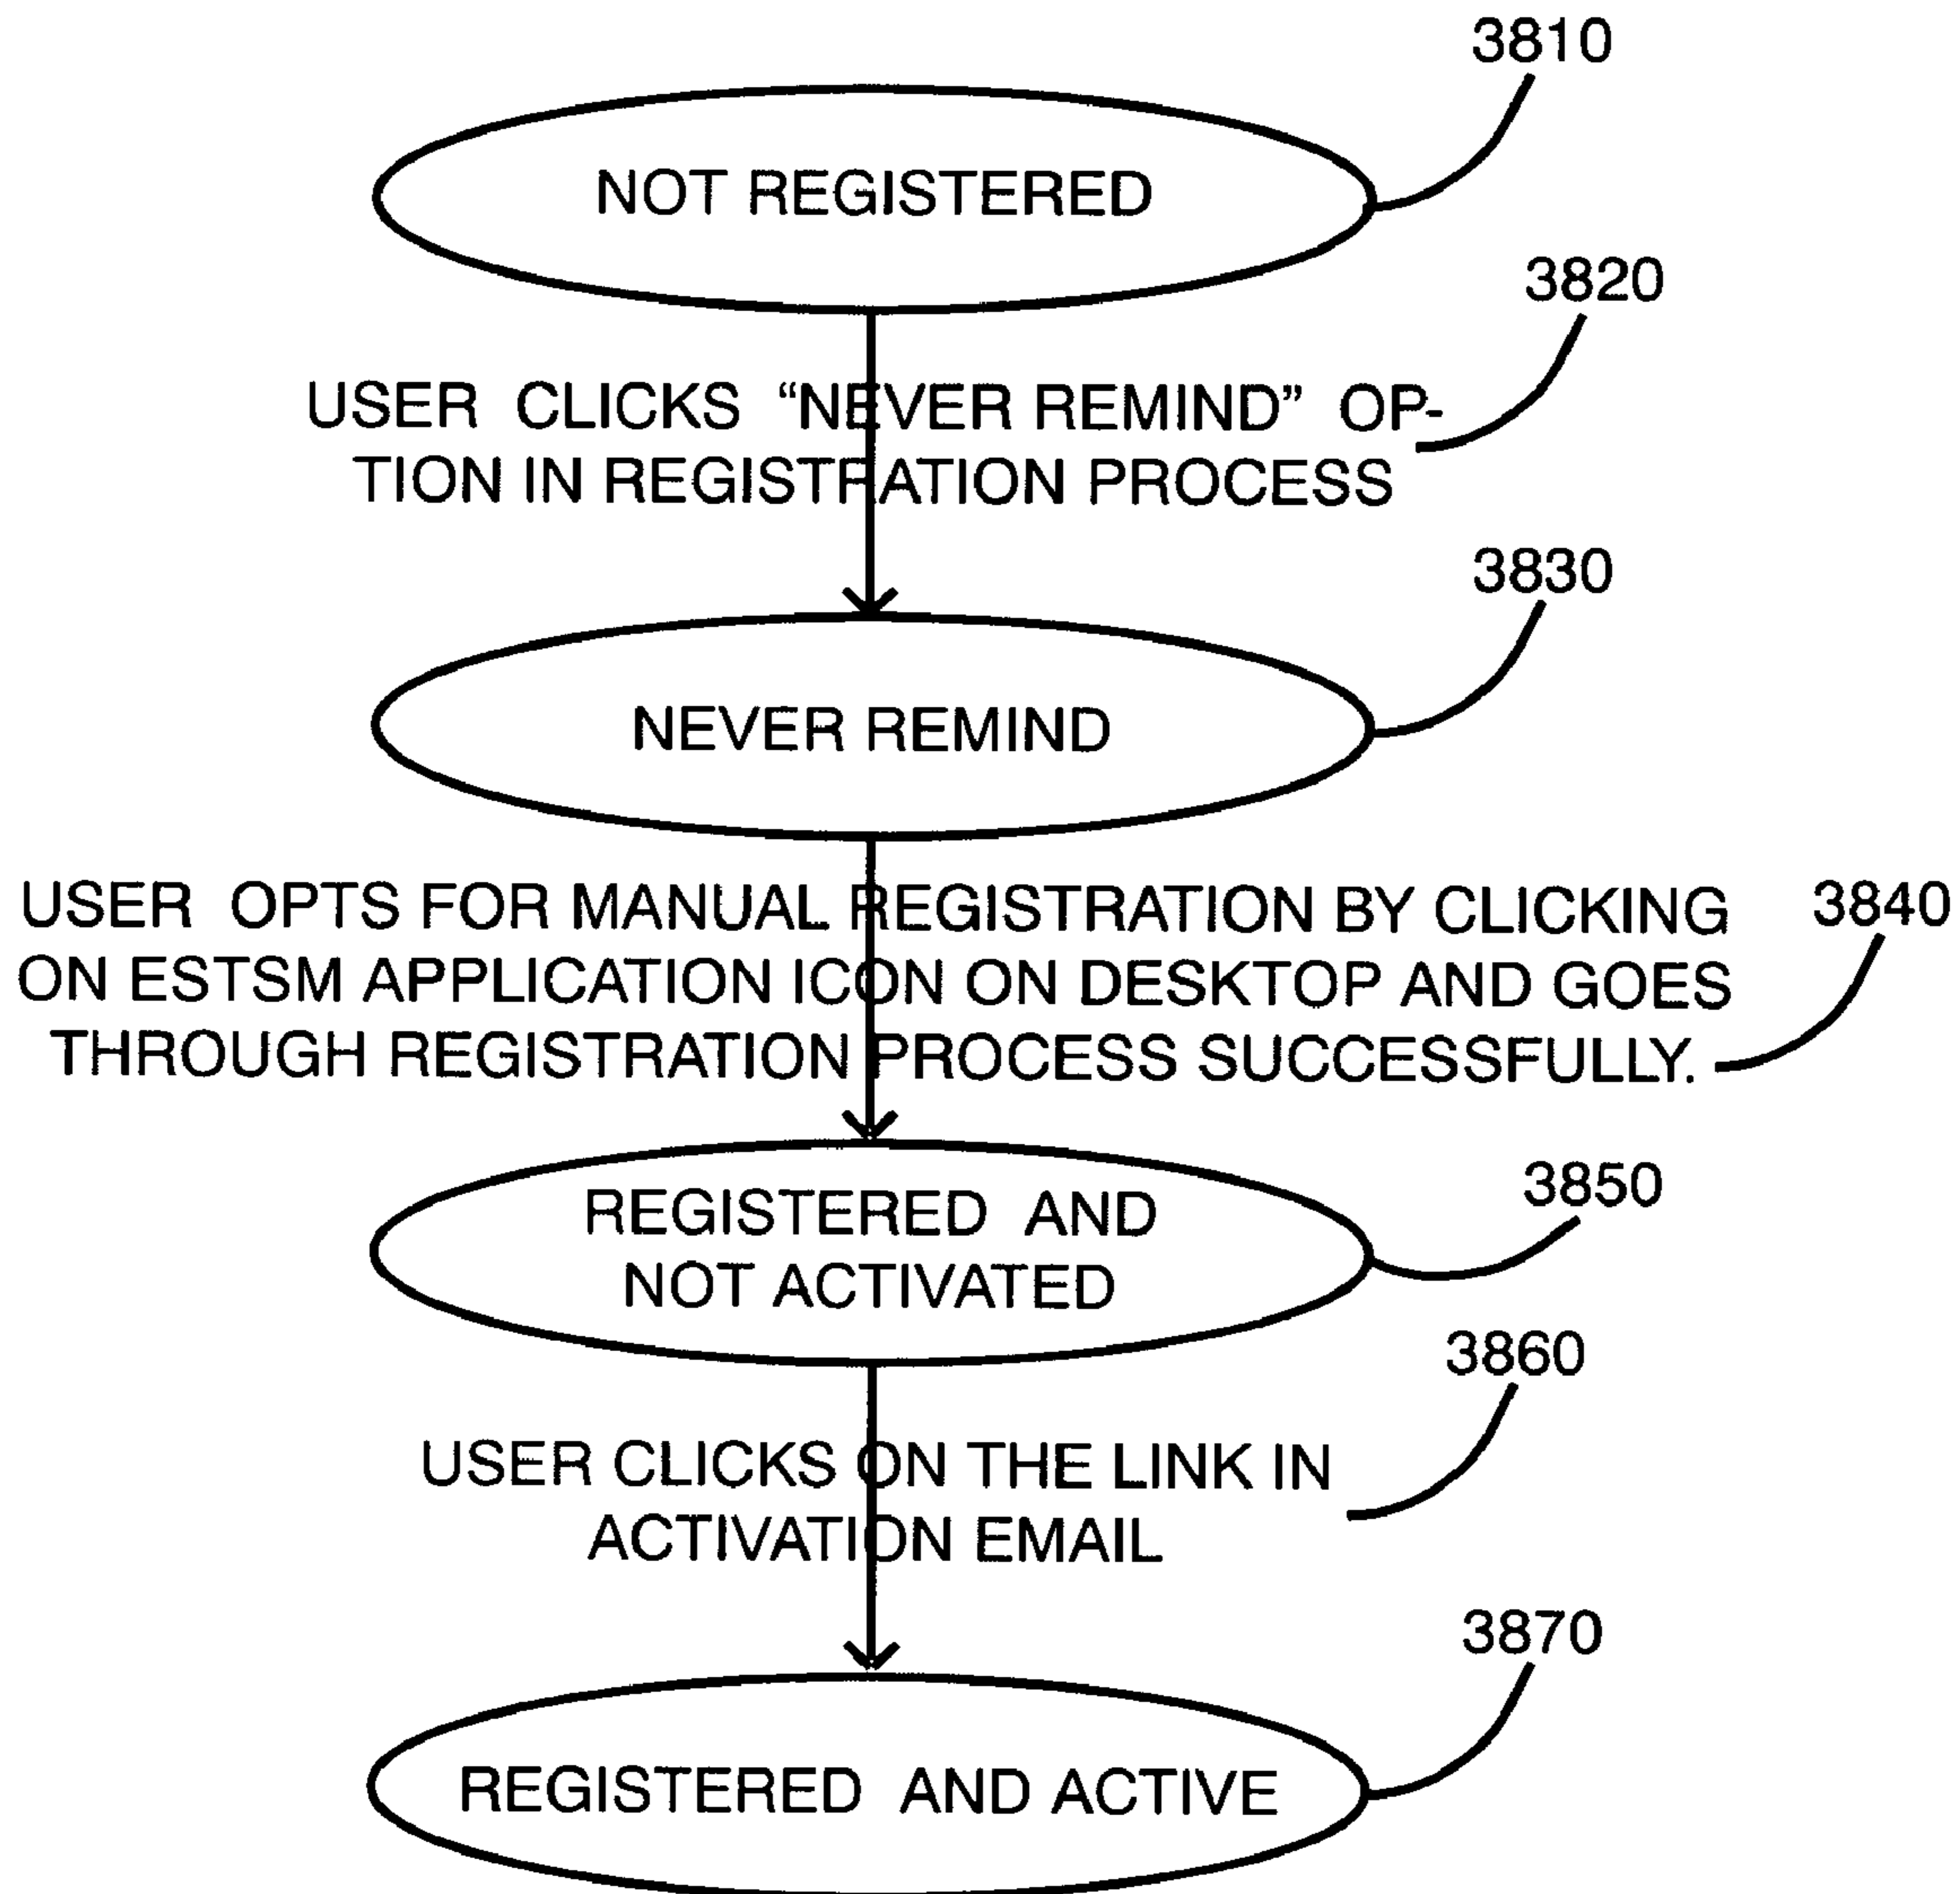 3810
NOT REGISTERED
3820
USER CLICKS “NEVER REMIND” OP-
TION IN REGISTRATION PROCESS
3830
NEVER REMIND
USER OPTS FOR MANUAL REGISTRATION BY CLICKING
3840
ON ESTSM APPLICATION ICON ON DESKTOP AND GOES
THROUGH REGISTRATION PROCESS SUCCESSFULLY.
3850
REGISTERED AND
NOT ACTIVATED
3860
USER CLICKS ON THE LINK IN
ACTIVATION EMAIL
3870
REGISTERED AND ACTIVE